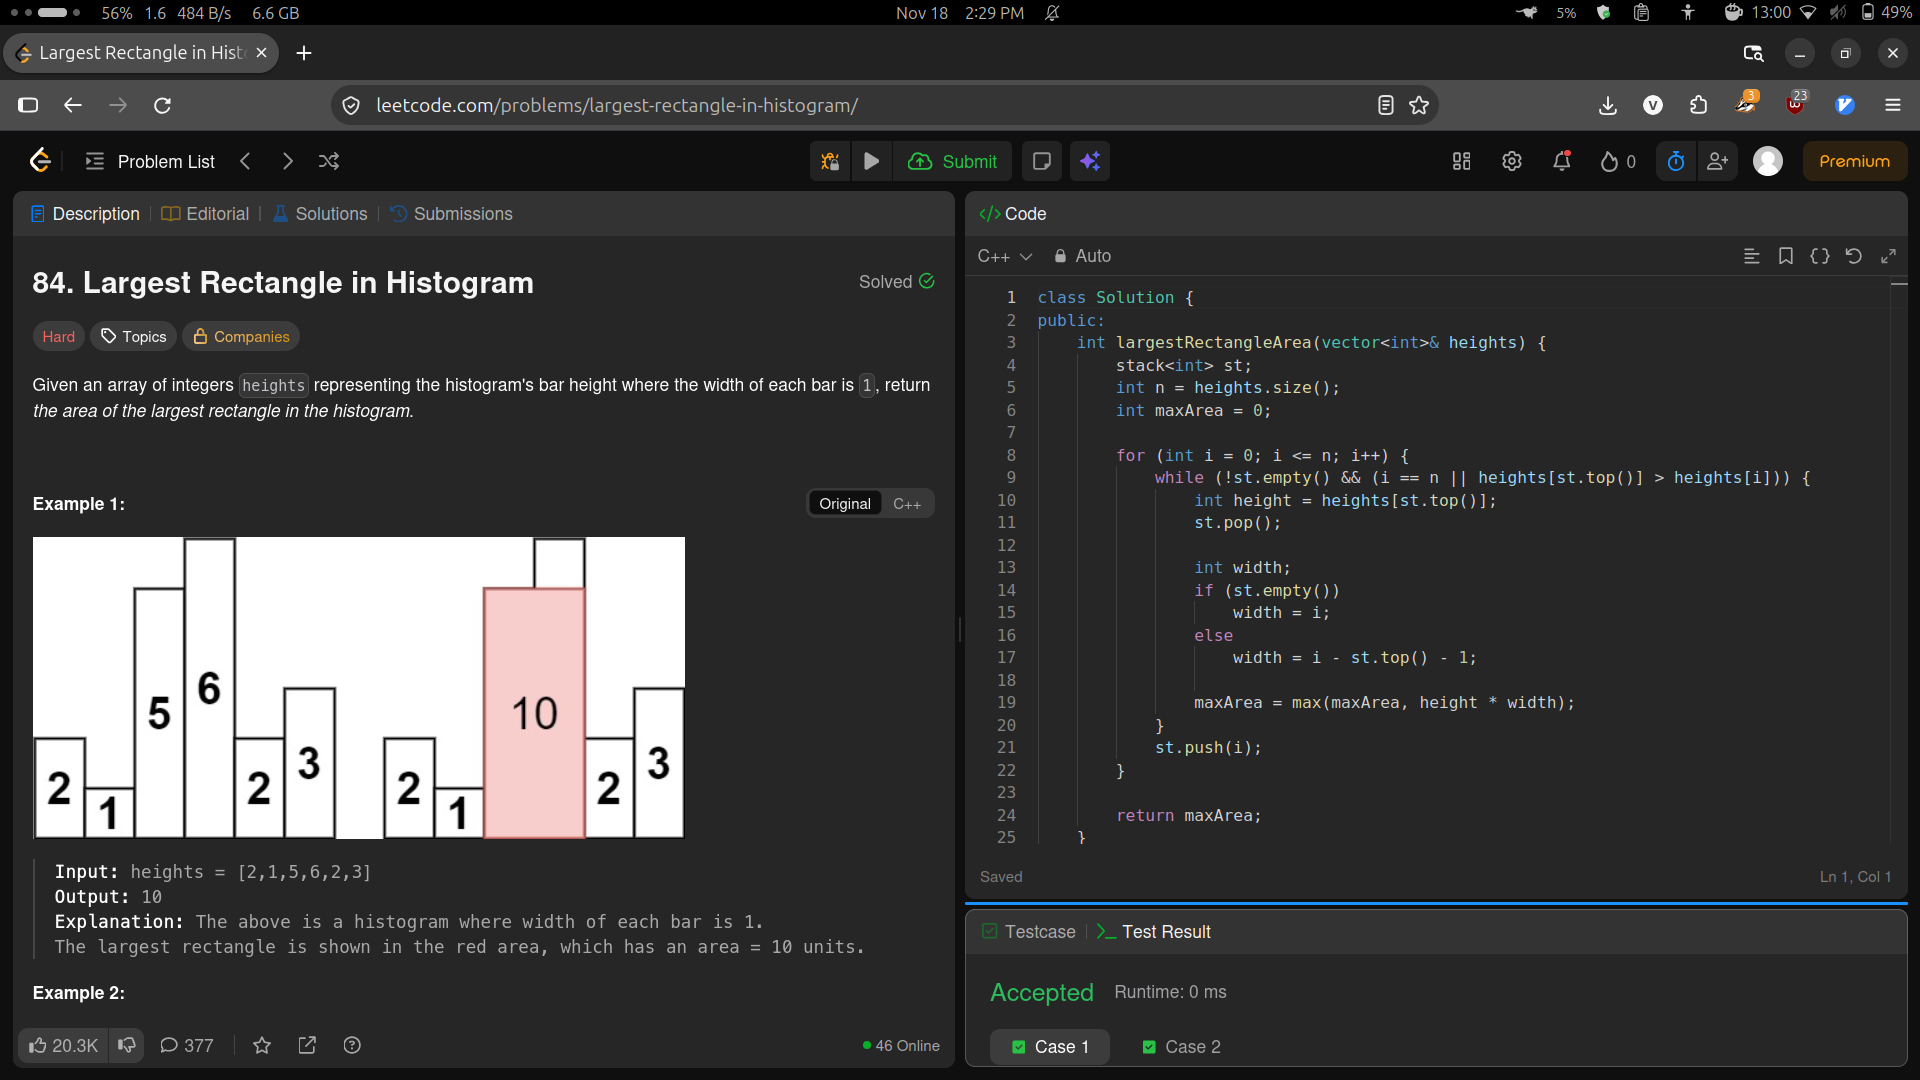 56% 1.6 484 B/s 6.6 GB Nov 18 2:29 PM 5% 13:00 49%
Largest Rectangle in Hist
leetcode.com/problems/largest-rectangle-in-histogram/ V 3 23
Problem List Submit 0 Premium
Description Editorial Solutions Submissions
84. Largest Rectangle in Histogram Solved
Hard Topics Companies
Given an array of integers heights representing the histogram's bar height where the width of each bar is 1, return
the area of the largest rectangle in the histogram.
Example 1: Original C++
2 1 5 6 2 3 2 1 10 2 3
Input: heights = [2,1,5,6,2,3]
Output: 10
Explanation: The above is a histogram where width of each bar is 1.
The largest rectangle is shown in the red area, which has an area = 10 units.
Example 2:
20.3K 377 46 Online
Code
C++ Auto
1 class Solution {
2 public:
3 int largestRectangleArea(vector<int>& heights) {
4 stack<int> st;
5 int n = heights.size();
6 int maxArea = 0;
7
8 for (int i = 0; i <= n; i++) {
9 while (!st.empty() && (i == n || heights[st.top()] > heights[i])) {
10 int height = heights[st.top()];
11 st.pop();
12
13 int width;
14 if (st.empty())
15 width = i;
16 else
17 width = i - st.top() - 1;
18
19 maxArea = max(maxArea, height * width);
20 }
21 st.push(i);
22 }
23
24 return maxArea;
25 }
Saved Ln 1, Col 1
Testcase Test Result
Accepted Runtime: 0 ms
Case 1 Case 2